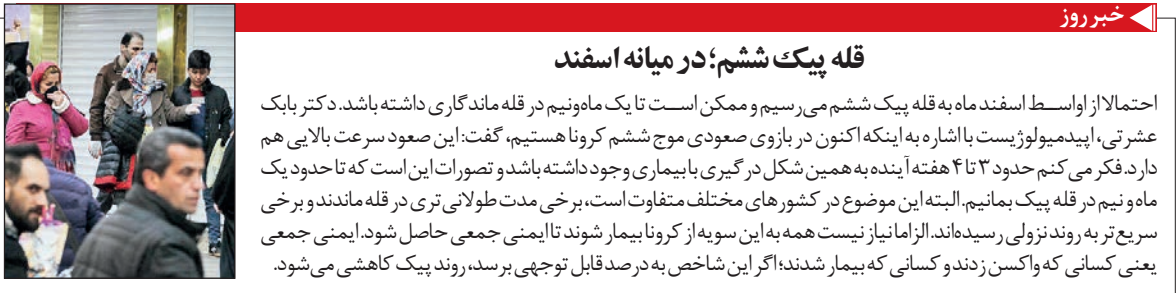 خبر روز
قله پیک ششم؛ در میانه اسفند
احتمالا از اواسط اسفندماه به قله پیک ششم می‌رسیم و ممکن است تا یک ماه‌ونیم در قله ماندگاری داشته باشد. دکتر بابک
عشرتی، اپیدمیولوژیست با اشاره به اینکه اکنون در بازوی صعودی موج ششم کرونا هستیم، گفت: این صعود سرعت بالایی هم
دارد. فکر می کنم حدود ۳ تا ۴ هفته آینده به همین شکل درگیری با بیماری وجود داشته باشد و تصورات این است که تا حدود یک
ماه و نیم در قله پیک بمانیم. البته این موضوع در کشورهای مختلف متفاوت است، برخی مدت طولانی تری در قله ماندند و برخی
سریع‌تر به روند نزولی رسیده‌اند. الزاما نیاز نیست همه به این سویه از کرونا بیمار شوند تا ایمنی جمعی حاصل شود. ایمنی جمعی
یعنی کسانی که واکسن زدند و کسانی که بیمار شدند؛ اگر این شاخص به درصد قابل توجهی برسد، روند پیک کاهشی می‌شود.